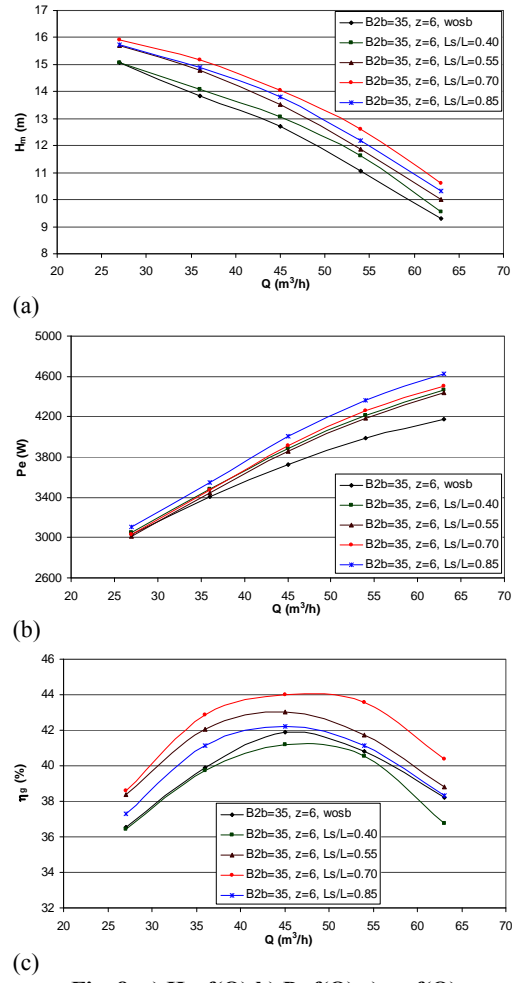 17
16
15
14
13
12
11
10
9
8
H_m (m)
B2b=35, z=6, wosb
B2b=35, z=6, Ls/L=0.40
B2b=35, z=6, Ls/L=0.55
B2b=35, z=6, Ls/L=0.70
B2b=35, z=6, Ls/L=0.85
20 25 30 35 40 45 50 55 60 65 70
Q (m³/h)
(a)
5000
4600
4200
3800
3400
3000
2600
Pe (W)
B2b=35, z=6, wosb
B2b=35, z=6, Ls/L=0.40
B2b=35, z=6, Ls/L=0.55
B2b=35, z=6, Ls/L=0.70
B2b=35, z=6, Ls/L=0.85
20 25 30 35 40 45 50 55 60 65 70
Q (m³/h)
(b)
46
44
42
40
38
36
34
32
ηg (%)
B2b=35, z=6, wosb
B2b=35, z=6, Ls/L=0.40
B2b=35, z=6, Ls/L=0.55
B2b=35, z=6, Ls/L=0.70
B2b=35, z=6, Ls/L=0.85
20 25 30 35 40 45 50 55 60 65 70
Q (m³/h)
(c)
f(Q) b) f(Q) f(Q)